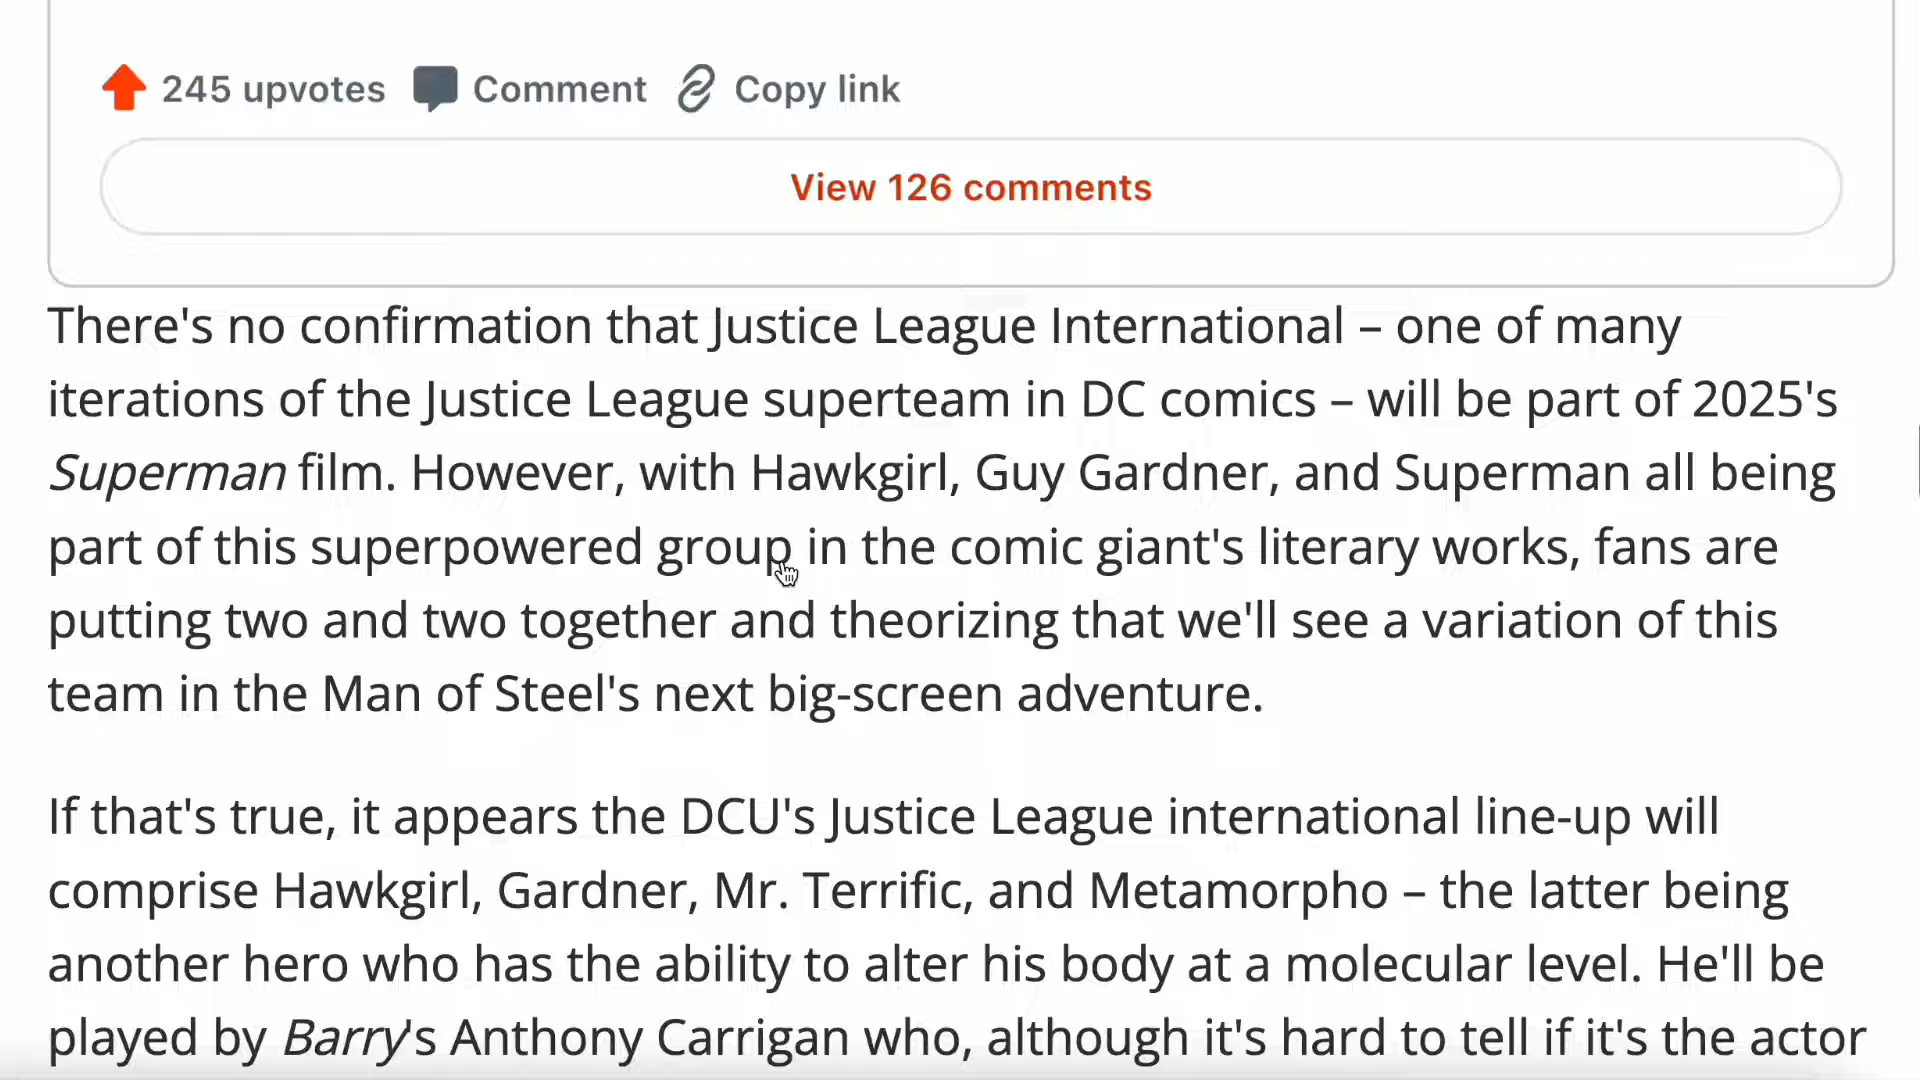 245 upvotes Comment Copy link
View 126 comments
There's no confirmation that Justice League International – one of many
iterations of the Justice League superteam in DC comics – will be part of 2025's
Superman film. However, with Hawkgirl, Guy Gardner, and Superman all being
part of this superpowered group in the comic giant's literary works, fans are
putting two and two together and theorizing that we'll see a variation of this
team in the Man of Steel's next big-screen adventure.
If that's true, it appears the DCU's Justice League international line-up will
comprise Hawkgirl, Gardner, Mr. Terrific, and Metamorpho – the latter being
another hero who has the ability to alter his body at a molecular level. He'll be
played by Barry's Anthony Carrigan who, although it's hard to tell if it's the actor